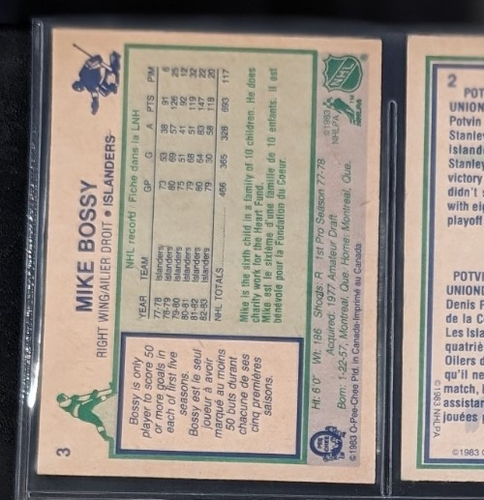 3
MIKE BOSSY
RIGHT WING/AILIER DROIT • ISLANDERS
Bossy is only
player to score 50
or more goals in
each of first five
seasons.
Bossy est le seul
joueur à avoir
marqué au moins
50 buts durant
chacune de ses
cinq premières
saisons.
NHL record / Fiche dans la LNH
YEAR TEAM GP G A PTS PIM
77-78 Islanders 73 53 38 91 6
78-79 Islanders 80 69 57 126 25
79-80 Islanders 75 51 41 92 12
80-81 Islanders 79 68 51 119 32
81-82 Islanders 80 64 83 147 22
82-83 Islanders 79 60 58 118 20
NHL TOTALS 466 365 328 693 117
Mike is the sixth child in a family of 10 children. He does
charity work for the Heart Fund.
Mike est le sixième d'une famille de 10 enfants. Il est
bénévole pour la Fondation du Coeur.
Ht: 6'0" Wt: 186 Shoots: R 1st Pro Season 77-78
Acquired: 1977 Amateur Draft
Born: 1-22-57, Montreal, Que. Home: Montreal, Que.
©1983 O-Pee-Chee Ptd. in Canada-Imprimé au Canada
NHL
©1983
NHLPA
2
POT
UNION
Potvin
Stanley
Island
Stanley
victory
didn't
with eig
playoff
POTV
UNION
Denis P
de la C
Les Isla
quatriè
Oilers d
qu'il ne
match, l
assistan
jouées p
©1983 NHLPA
©1983